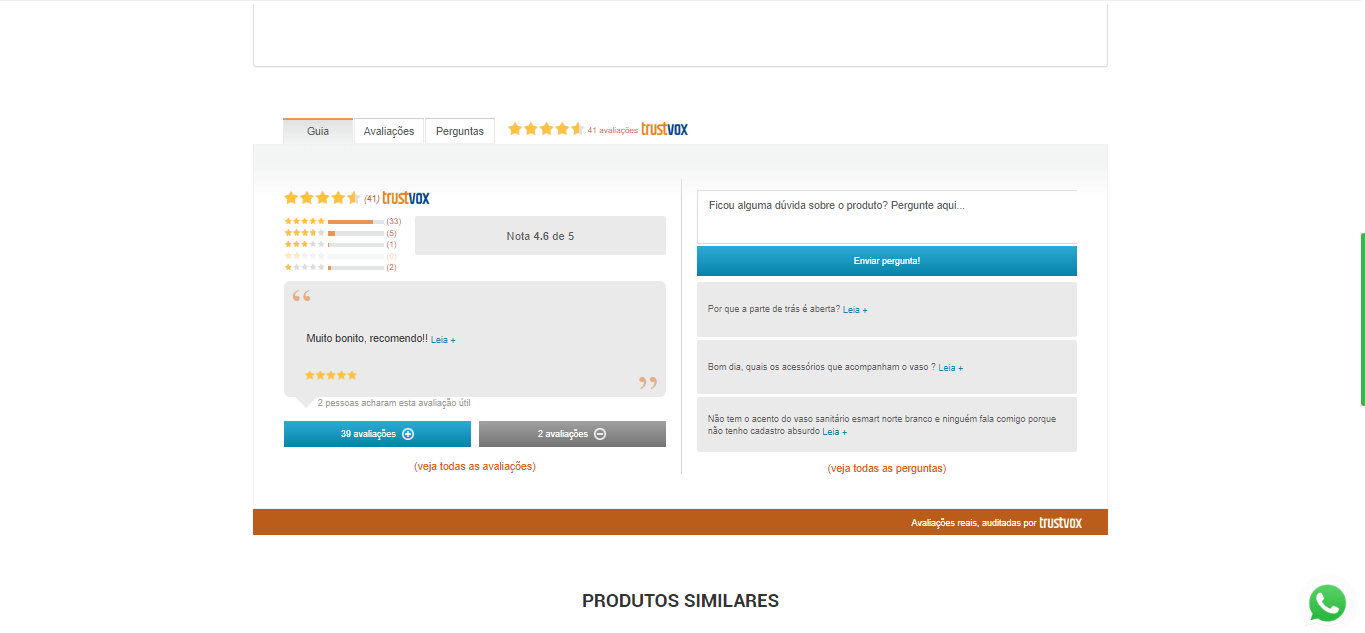 Guia
Avaliações
Perguntas
41 avaliações trustvox
(41) trustvox
(33)
(5)
(1)
(0)
(2)
Nota 4.6 de 5
Muito bonito, recomendo!! Leia +
2 pessoas acharam esta avaliação útil
39 avaliações
2 avaliações
(veja todas as avaliações)
Ficou alguma dúvida sobre o produto? Pergunte aqui...
Enviar pergunta!
Por que a parte de trás é aberta? Leia +
Bom dia, quais os acessórios que acompanham o vaso ? Leia +
Não tem o acento do vaso sanitário esmart norte branco e ninguém fala comigo porque
não tenho cadastro absurdo Leia +
(veja todas as perguntas)
Avaliações reais, auditadas por trustvox
PRODUTOS SIMILARES